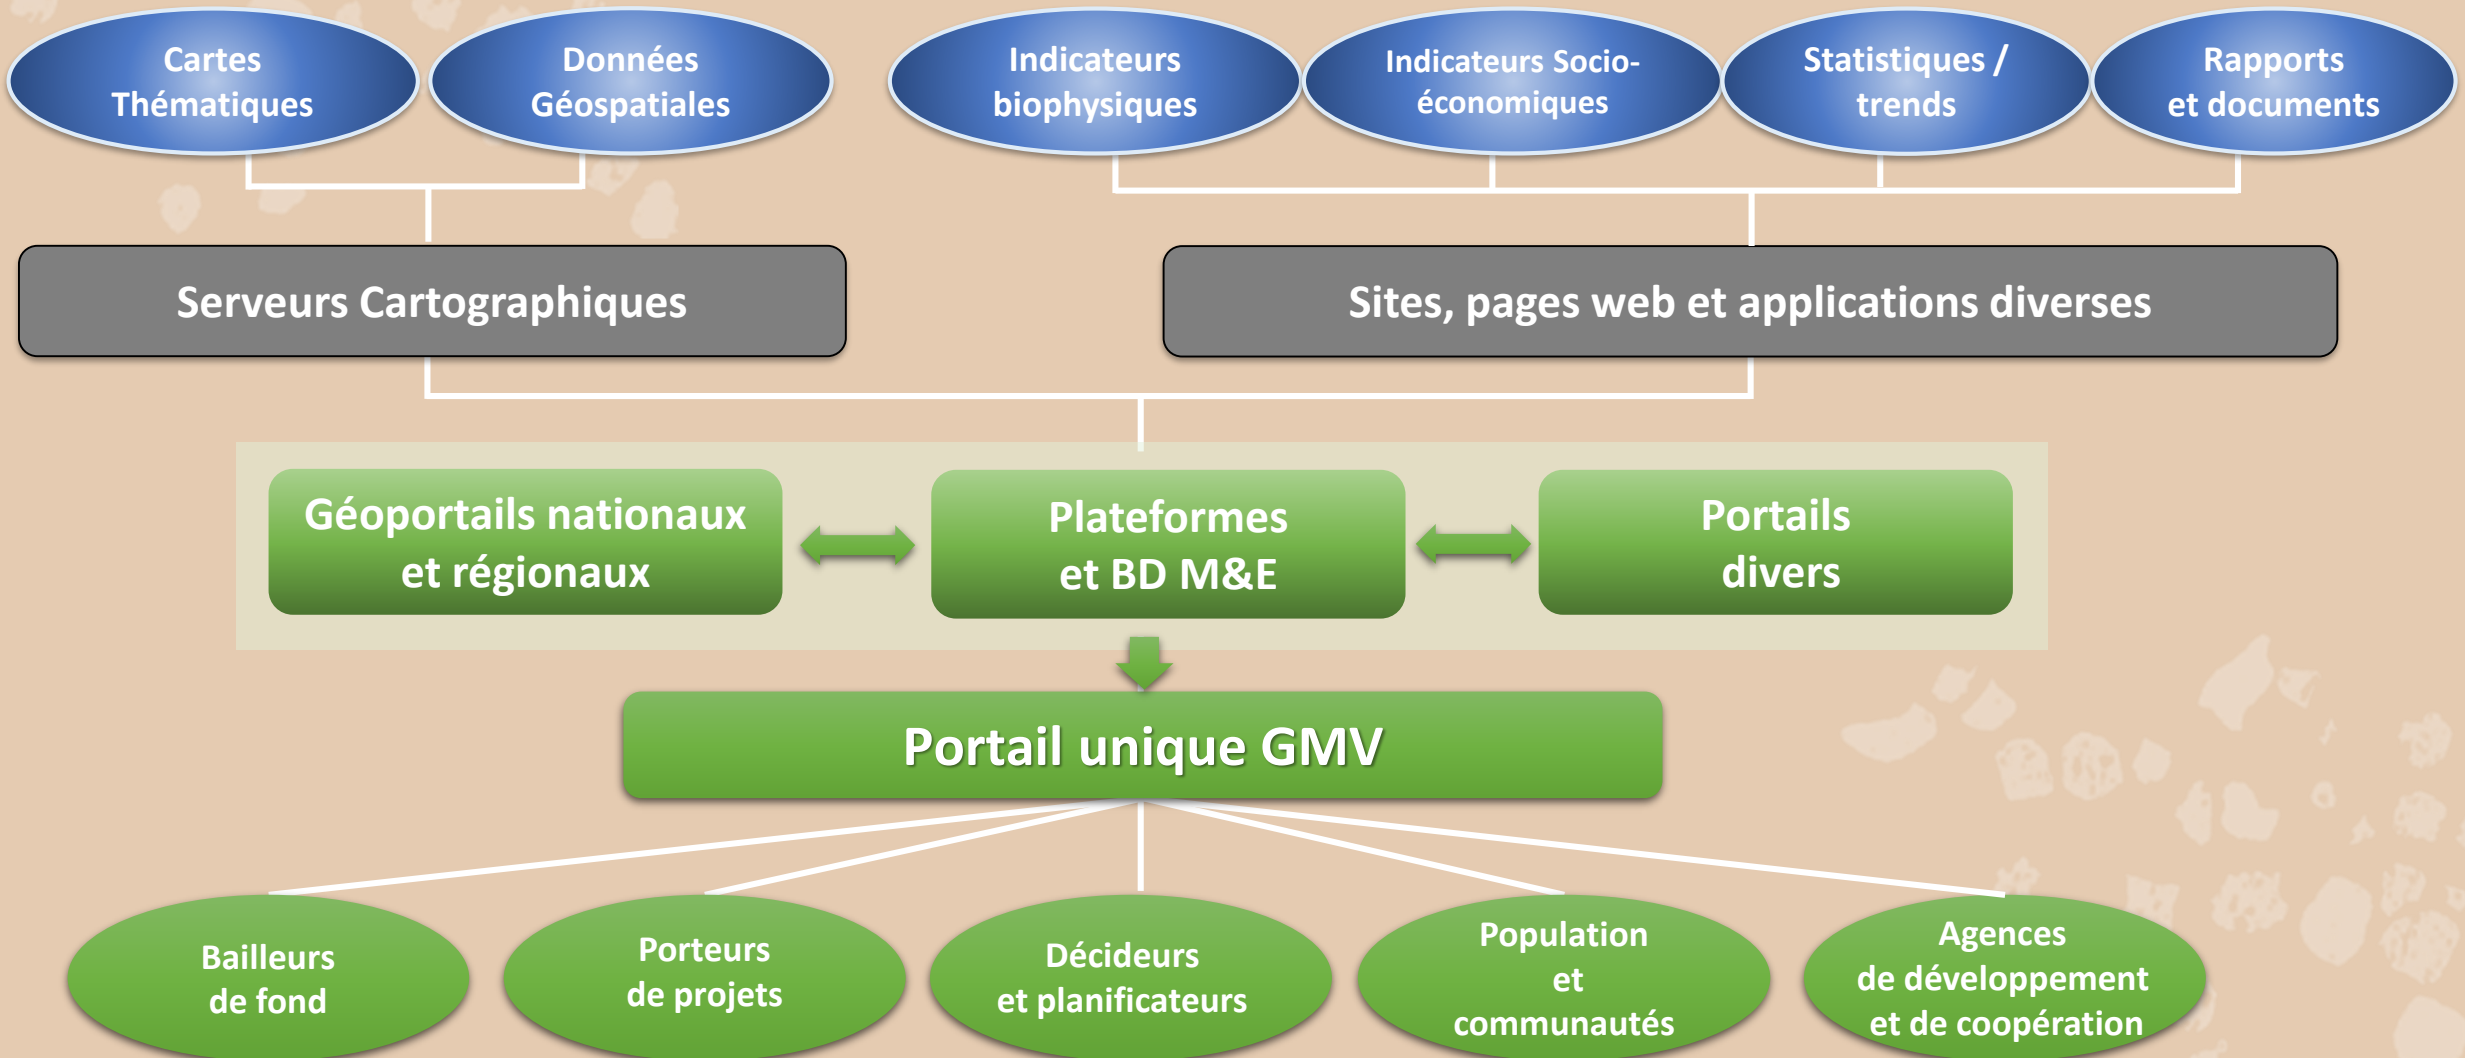 Cartes
Thématiques
Données
Géospatiales
Indicateurs
biophysiques
Indicateurs Socio-
économiques
Statistiques /
trends
Rapports
et documents
Serveurs Cartographiques
Sites, pages web et applications diverses
Géoportails nationaux
et régionaux
Plateformes
et BD M&E
Portails
divers
Portail unique GMV
Bailleurs
de fond
Porteurs
de projets
Décideurs
et planificateurs
Population
et
communautés
Agences
de développement
et de coopération